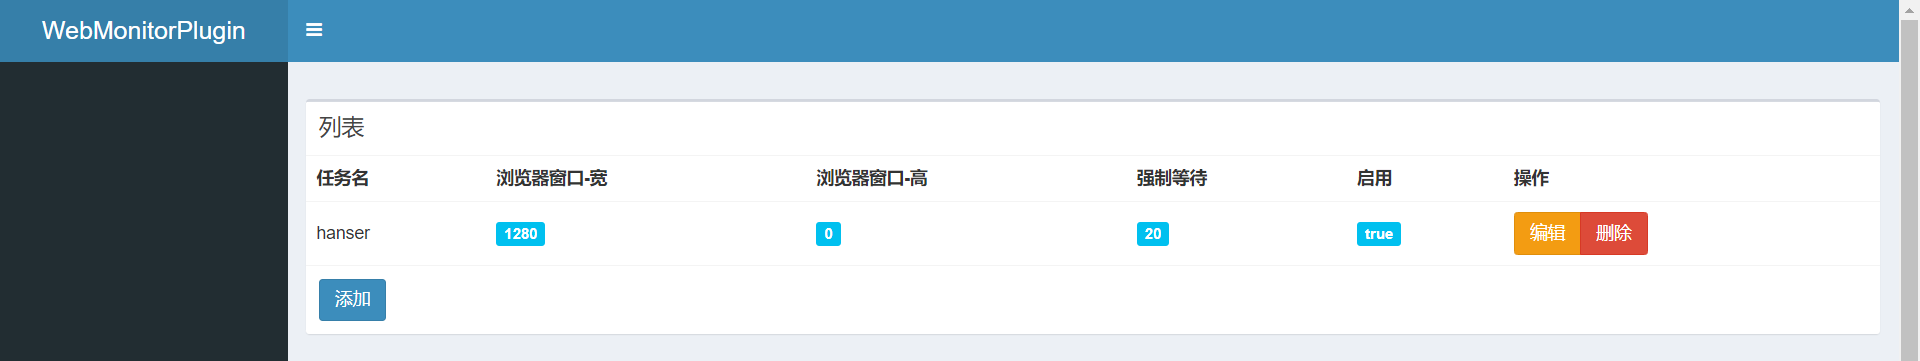 WebMonitorPlugin
列表
任务名 浏览器窗口-宽 浏览器窗口-高 强制等待 启用 操作
hanser 1280 0 20 true 编辑 删除
添加